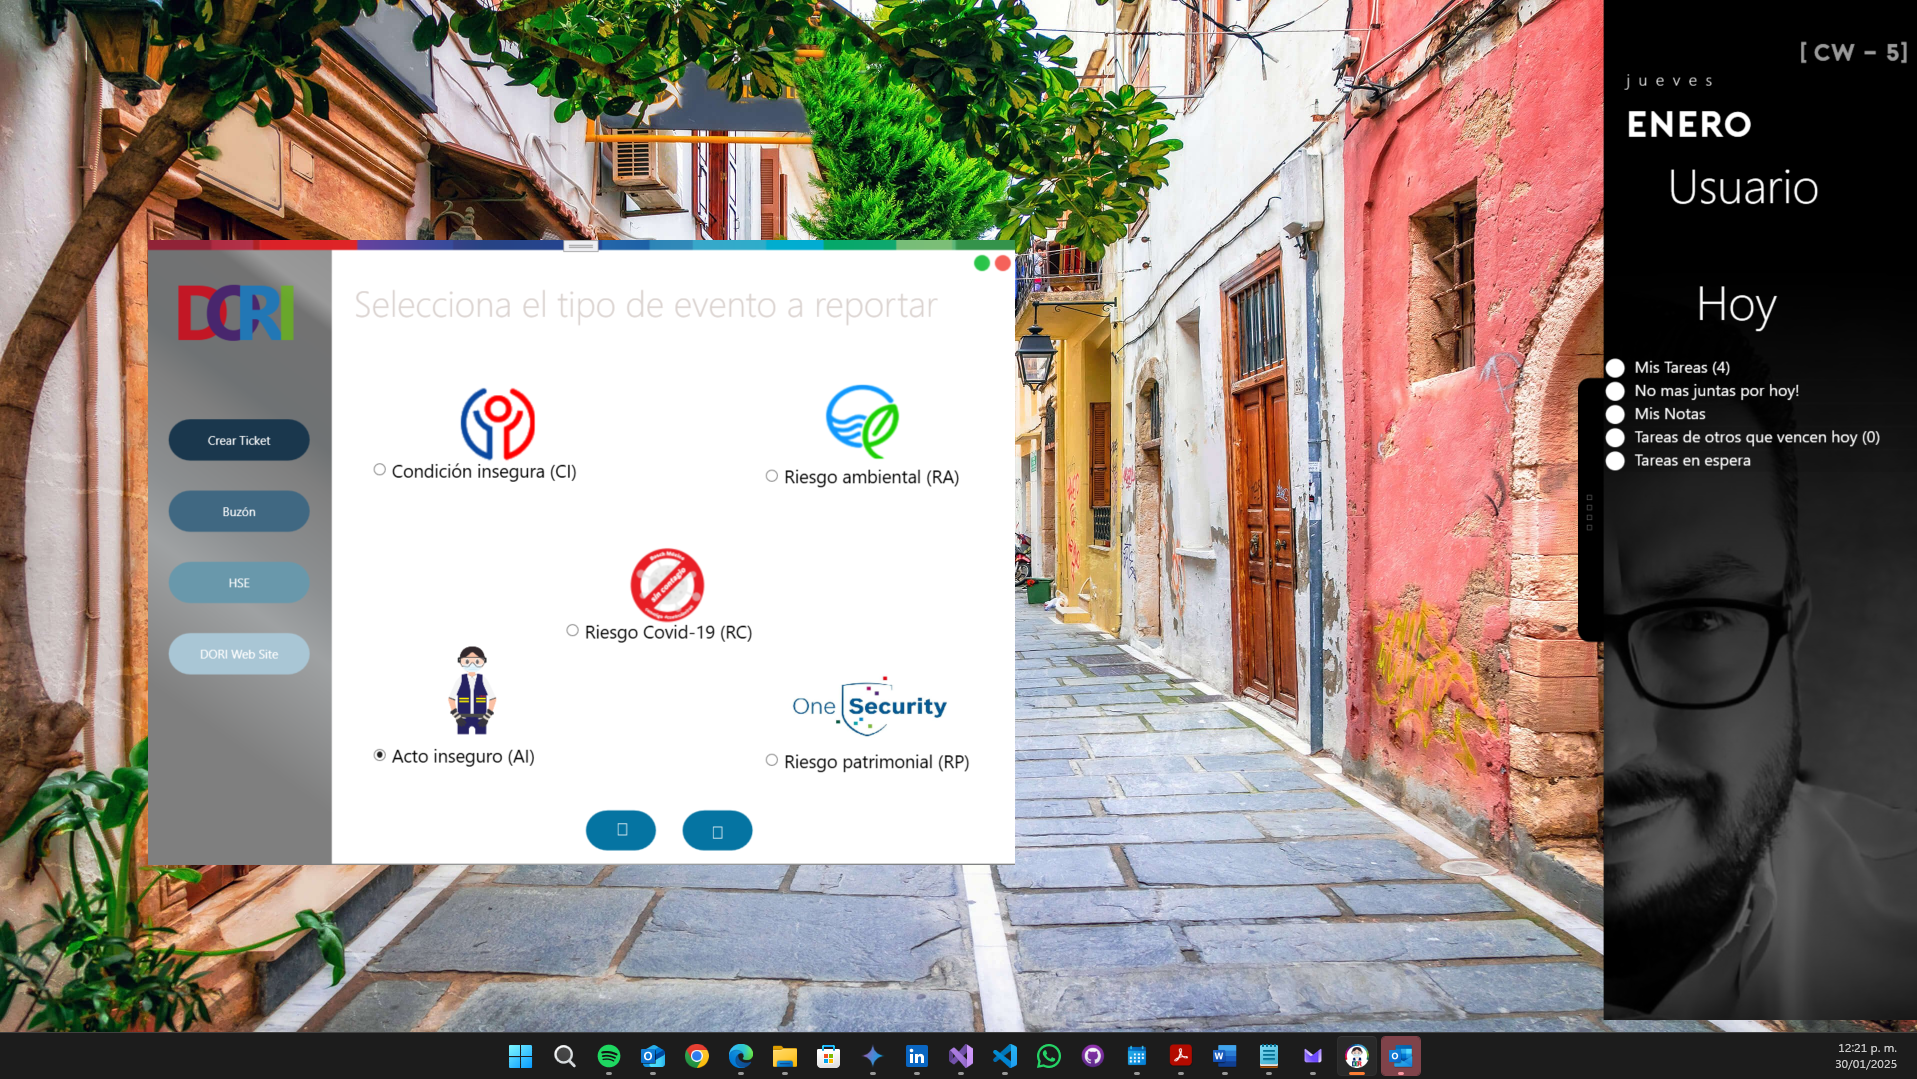 DORI
Selecciona el tipo de evento a reportar
Crear Ticket
Buzón
HSE
DORI Web Site
Condición insegura (CI)
Riesgo ambiental (RA)
sin contagio
Riesgo Covid-19 (RC)
One Security
Acto inseguro (AI)
Riesgo patrimonial (RP)
[ CW - 5]
jueves
ENERO
Usuario
Hoy
Mis Tareas (4)
No mas juntas por hoy!
Mis Notas
Tareas de otros que vencen hoy (0)
Tareas en espera
12:21 p. m.
30/01/2025